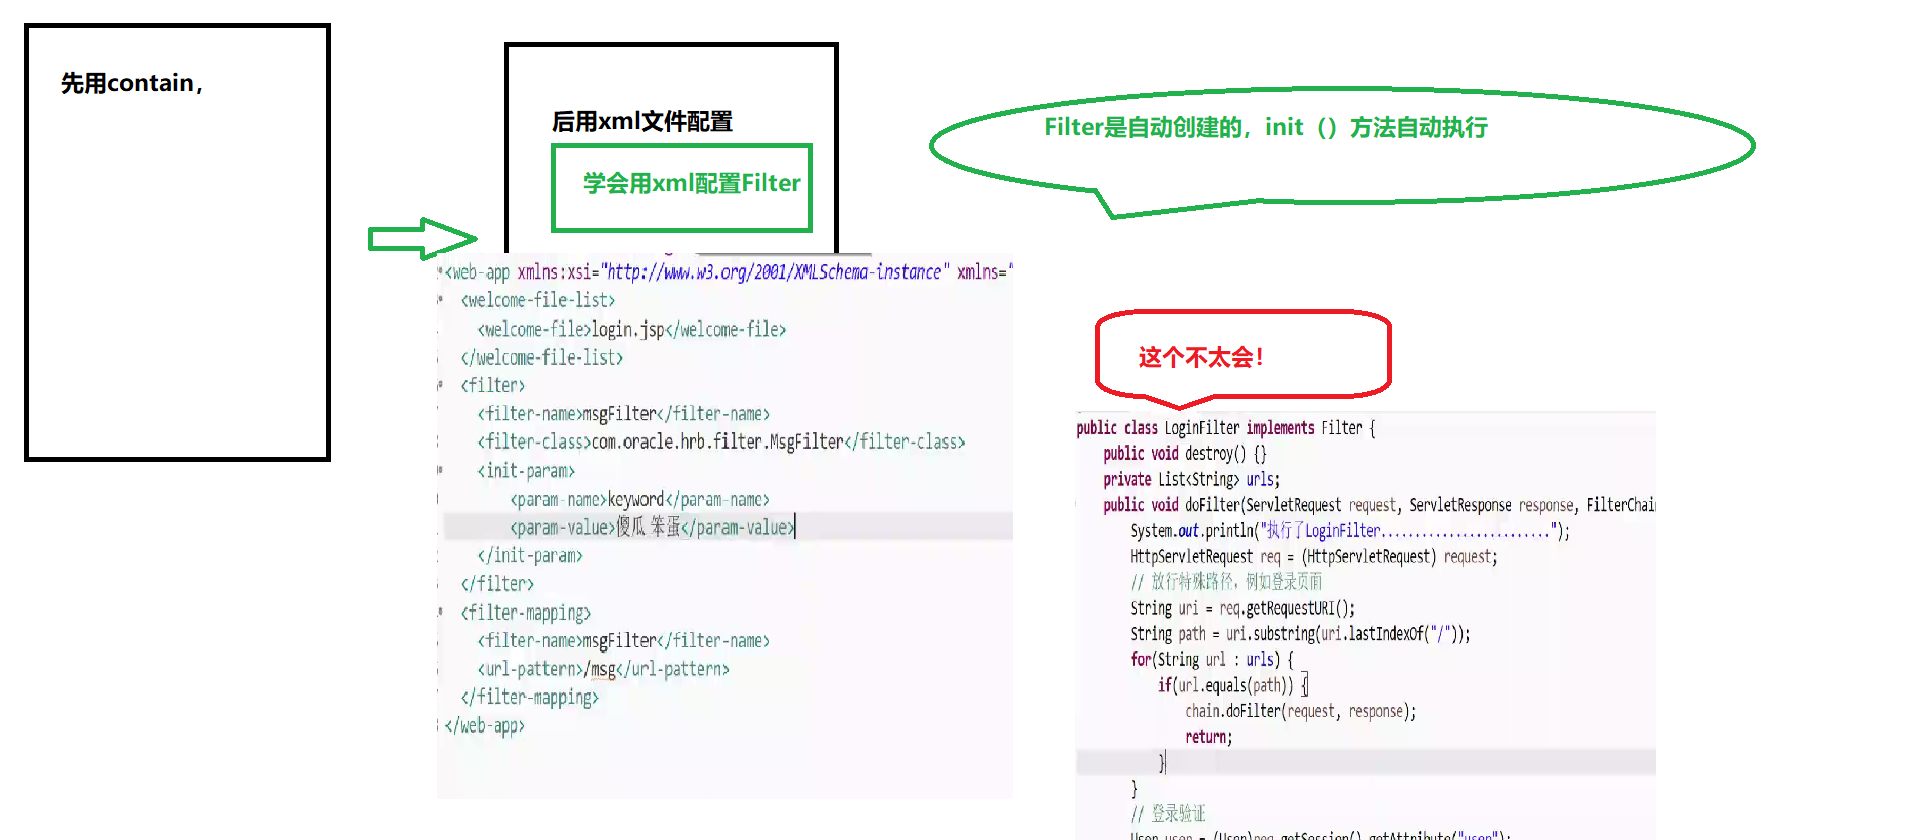 先用contain，
后用xml文件配置
学会用xml配置Filter
Filter是自动创建的，init（）方法自动执行
<web-app xmlns:xsi="http://www.w3.org/2001/XMLSchema-instance" xmlns="
<welcome-file-list>
<welcome-file>login.jsp</welcome-file>
</welcome-file-list>
<filter>
<filter-name>msgFilter</filter-name>
<filter-class>com.oracle.hrb.filter.MsgFilter</filter-class>
<init-param>
<param-name>keyword</param-name>
<param-value>傻瓜 笨蛋</param-value>
</init-param>
</filter>
<filter-mapping>
<filter-name>msgFilter</filter-name>
<url-pattern>/msg</url-pattern>
</filter-mapping>
</web-app>
这个不太会！
public class LoginFilter implements Filter {
public void destroy() {}
private List<String> urls;
public void doFilter(ServletRequest request, ServletResponse response, FilterChain
System.out.println("执行了LoginFilter.........................");
HttpServletRequest req = (HttpServletRequest) request;
// 放行特殊路径，例如登录页面
String uri = req.getRequestURI();
String path = uri.substring(uri.lastIndexOf("/"));
for(String url : urls) {
if(url.equals(path)) {
chain.doFilter(request, response);
return;
}
}
// 登录验证
User user = (User)req.getSession().getAttribute("user");